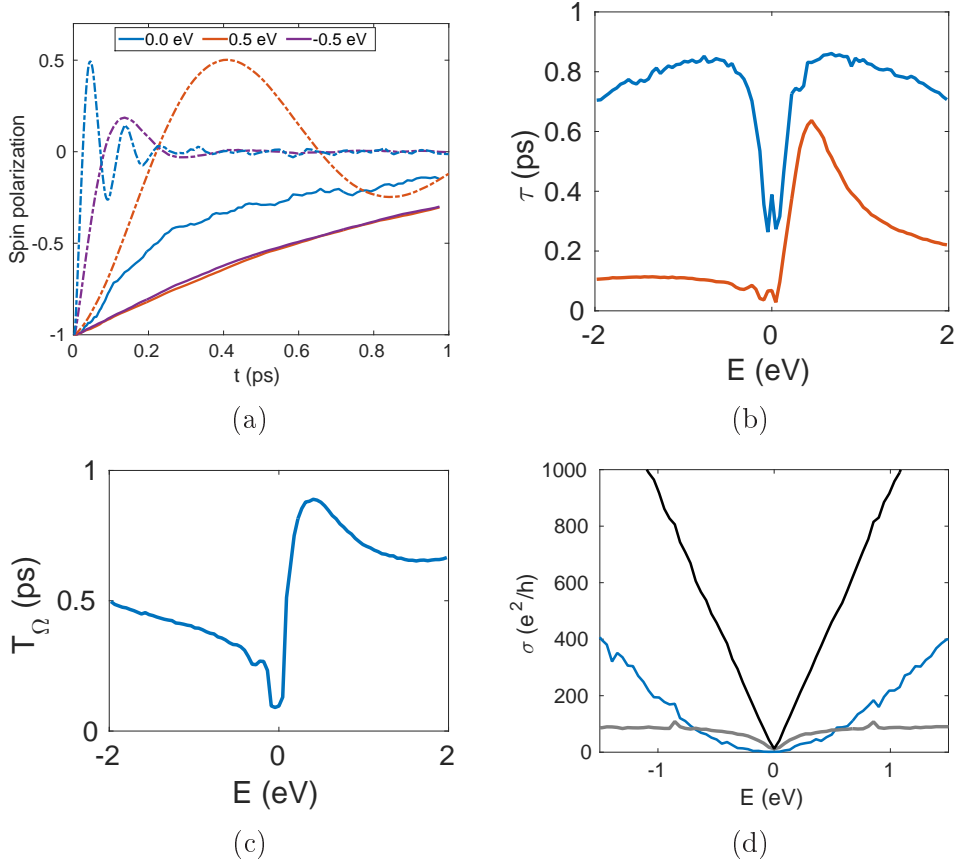 1
0.5
0
-0.5
-1
Spin polarization
0.0 eV
0.5 eV
-0.5 eV
0
0.2
0.4
0.6
0.8
1
t (ps)
(a)
1
0.8
0.6
0.4
0.2
0
τ (ps)
-2
0
2
E (eV)
(b)
1
0.5
0
T_Ω (ps)
-2
0
2
E (eV)
(c)
1000
800
600
400
200
0
σ (e²/h)
-1
0
1
E (eV)
(d)